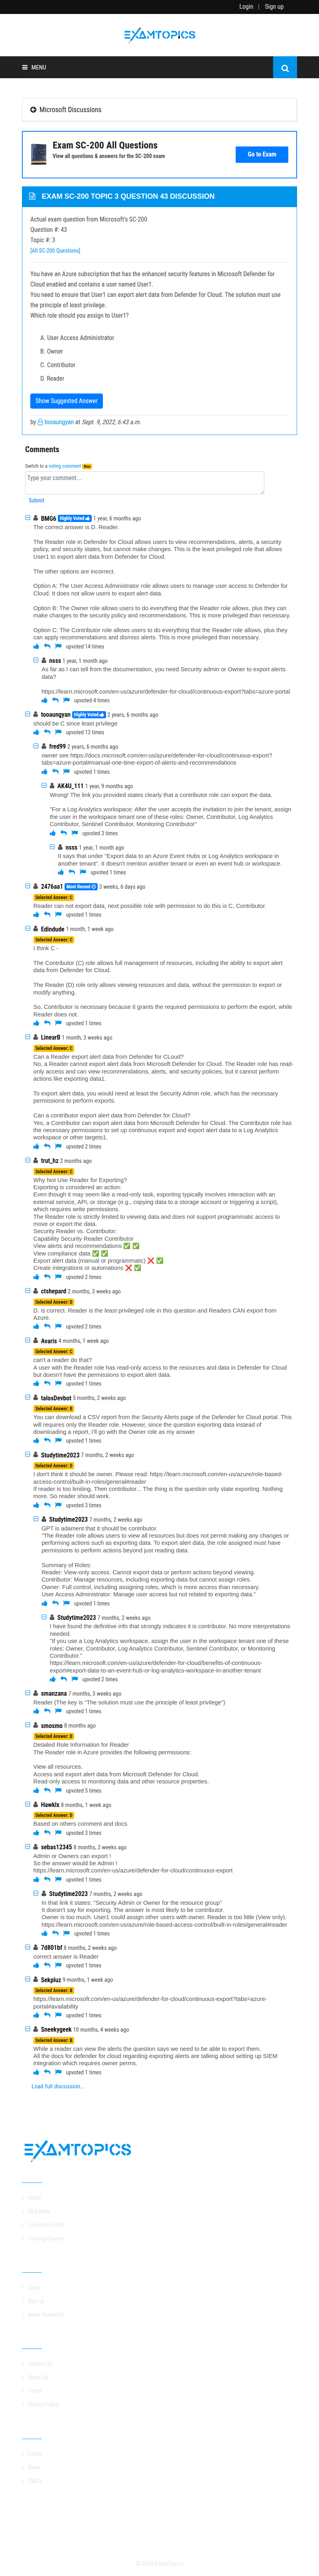 Login | Sign up
EXAMTOPICS
MENU
Microsoft Discussions
Exam SC-200 All Questions
View all questions & answers for the SC-200 exam
Go to Exam
EXAM SC-200 TOPIC 3 QUESTION 43 DISCUSSION
Actual exam question from Microsoft's SC-200
Question #: 43
Topic #: 3
[All SC-200 Questions]
You have an Azure subscription that has the enhanced security features in Microsoft Defender for
Cloud enabled and contains a user named User1.
You need to ensure that User1 can export alert data from Defender for Cloud. The solution must use
the principle of least privilege.
Which role should you assign to User1?
A. User Access Administrator
B. Owner
C. Contributor
D. Reader
Show Suggested Answer
by tooaungyan at Sept. 9, 2022, 6:43 a.m.
Comments
Switch to a voting comment New
Type your comment...
Submit
BMG6 Highly Voted 1 year, 6 months ago
The correct answer is D. Reader.
The Reader role in Defender for Cloud allows users to view recommendations, alerts, a security
policy, and security states, but cannot make changes. This is the least privileged role that allows
User1 to export alert data from Defender for Cloud.
The other options are incorrect.
Option A: The User Access Administrator role allows users to manage user access to Defender for
Cloud. It does not allow users to export alert data.
Option B: The Owner role allows users to do everything that the Reader role allows, plus they can
make changes to the security policy and recommendations. This is more privileged than necessary.
Option C: The Contributor role allows users to do everything that the Reader role allows, plus they
can apply recommendations and dismiss alerts. This is more privileged than necessary.
upvoted 14 times
nsss 1 year, 1 month ago
As far as I can tell from the documentation, you need Security admin or Owner to export alerts
data?
https://learn.microsoft.com/en-us/azure/defender-for-cloud/continuous-export?tabs=azure-portal
upvoted 4 times
tooaungyan Highly Voted 2 years, 6 months ago
should be C since least privilege
upvoted 13 times
fred99 2 years, 6 months ago
owner see https://docs.microsoft.com/en-us/azure/defender-for-cloud/continuous-export?
tabs=azure-portal#manual-one-time-export-of-alerts-and-recommendations
upvoted 1 times
AK4U_111 1 year, 9 months ago
Wrong! The link you provided states clearly that a contributor role can export the data.
"For a Log Analytics workspace: After the user accepts the invitation to join the tenant, assign
the user in the workspace tenant one of these roles: Owner, Contributor, Log Analytics
Contributor, Sentinel Contributor, Monitoring Contributor"
upvoted 3 times
nsss 1 year, 1 month ago
It says that under "Export data to an Azure Event Hubs or Log Analytics workspace in
another tenant". It doesn't not pertain to Owner or even an event hub or workspace.
upvoted 1 times
2476aa1 Most Recent 3 weeks, 6 days ago
Selected Answer: C
Reader can not export data, next possible role with permission to do this is C, Contributor.
upvoted 1 times
Edindude 1 month, 1 week ago
Selected Answer: C
I think C -
The Contributor (C) role allows full management of resources, including the ability to export alert
data from Defender for Cloud.
The Reader (D) role only allows viewing resources and data, without the permission to export or
modify anything.
So, Contributor is necessary because it grants the required permissions to perform the export, while
Reader does not.
upvoted 1 times
LinearB 1 month, 3 weeks ago
Selected Answer: C
Can a Reader export alert data from Defender for CLoud?
No, a Reader cannot export alert data from Microsoft Defender for Cloud. The Reader role has read-
only access and can view recommendations, alerts, and security policies, but it cannot perform
actions like exporting data1.
To export alert data, you would need at least the Security Admin role, which has the necessary
permissions to perform exports.
Can a contributor export alert data from Defender for Cloud?
Yes, a Contributor can export alert data from Microsoft Defender for Cloud. The Contributor role has
the necessary permissions to set up continuous export and export alert data to a Log Analytics
workspace or other targets1.
upvoted 2 times
trut_hz 2 months ago
Selected Answer: C
Why Not Use Reader for Exporting?
Exporting is considered an action:
Even though it may seem like a read-only task, exporting typically involves interaction with an
external service, API, or storage (e.g., copying data to a storage account or triggering a script),
which requires write permissions.
The Reader role is strictly limited to viewing data and does not support programmatic access to
move or export the data.
Security Reader vs. Contributor:
Capability Security Reader Contributor
View alerts and recommendations ✅ ✅
View compliance data ✅ ✅
Export alert data (manual or programmatic) ❌ ✅
Create integrations or automations ❌ ✅
upvoted 2 times
ctshepard 2 months, 3 weeks ago
Selected Answer: D
D. is correct. Reader is the least privileged role in this question and Readers CAN export from
Azure.
upvoted 2 times
Avaris 4 months, 1 week ago
Selected Answer: C
can't a reader do that?
A user with the Reader role has read-only access to the resources and data in Defender for Cloud
but doesn't have the permissions to export alert data.
upvoted 1 times
talosDevbot 5 months, 2 weeks ago
Selected Answer: B
You can download a CSV report from the Security Alerts page of the Defender for Cloud portal. This
will requires only the Reader role. However, since the question says exporting data instead of
downloading a report, I'll go with the Owner role as my answer
upvoted 1 times
Studytime2023 7 months, 2 weeks ago
Selected Answer: D
I don't think it should be owner. Please read: https://learn.microsoft.com/en-us/azure/role-based-
access-control/built-in-roles/general#reader
If reader is too limiting. Then contributor... The thing is the question only state exporting. Nothing
more. So reader should work.
upvoted 3 times
Studytime2023 7 months, 2 weeks ago
GPT is adament that it should be contributor.
"The Reader role only allows users to view all resources but does not permit making any changes or
performing actions such as exporting data. To export alert data, the role assigned must have
permissions to perform actions beyond just reading data.
Summary of Roles:
Reader: View-only access. Cannot export data or perform actions beyond viewing.
Contributor: Manage resources, including exporting data but cannot assign roles.
Owner: Full control, including assigning roles, which is more access than necessary.
User Access Administrator: Manage user access but not related to exporting data."
upvoted 1 times
Studytime2023 7 months, 2 weeks ago
I have found the definitive info that strongly indicates it is contributor. No more interpretations
needed.
"If you use a Log Analytics workspace, assign the user in the workspace tenant one of these
roles: Owner, Contributor, Log Analytics Contributor, Sentinel Contributor, or Monitoring
Contributor."
https://learn.microsoft.com/en-us/azure/defender-for-cloud/benefits-of-continuous-
export#export-data-to-an-event-hub-or-log-analytics-workspace-in-another-tenant
upvoted 2 times
smanzana 7 months, 3 weeks ago
Reader (The key is "The solution must use the principle of least privilege")
upvoted 1 times
smosmo 8 months ago
Selected Answer: D
Detailed Role Information for Reader
The Reader role in Azure provides the following permissions:
View all resources.
Access and export alert data from Microsoft Defender for Cloud.
Read-only access to monitoring data and other resource properties.
upvoted 5 times
Hawklx 8 months, 1 week ago
Selected Answer: D
Based on others comment and docs
upvoted 3 times
sebas12345 8 months, 2 weeks ago
Admin or Owners can export !
So the answer would be Admin !
https://learn.microsoft.com/en-us/azure/defender-for-cloud/continuous-export
upvoted 1 times
Studytime2023 7 months, 2 weeks ago
In that link it states: "Security Admin or Owner for the resource group"
It doesn't say for exporting. The answer is most likely to be contributor.
Owner is too much. User1 could assign other users with owner. Reader is too little (View only).
https://learn.microsoft.com/en-us/azure/role-based-access-control/built-in-roles/general#reader
upvoted 1 times
7d801bf 8 months, 2 weeks ago
correct answer is Reader
upvoted 1 times
Sekpluz 9 months, 1 week ago
Selected Answer: B
https://learn.microsoft.com/en-us/azure/defender-for-cloud/continuous-export?tabs=azure-
portal#availability
upvoted 1 times
Sneekygeek 10 months, 4 weeks ago
Selected Answer: B
While a reader can view the alerts the question says we need to be able to export them.
All the docs for defender for cloud regarding exporting alerts are talking about setting up SIEM
integration which requires owner perms.
upvoted 1 times
Load full discussion...
EXAMTOPICS